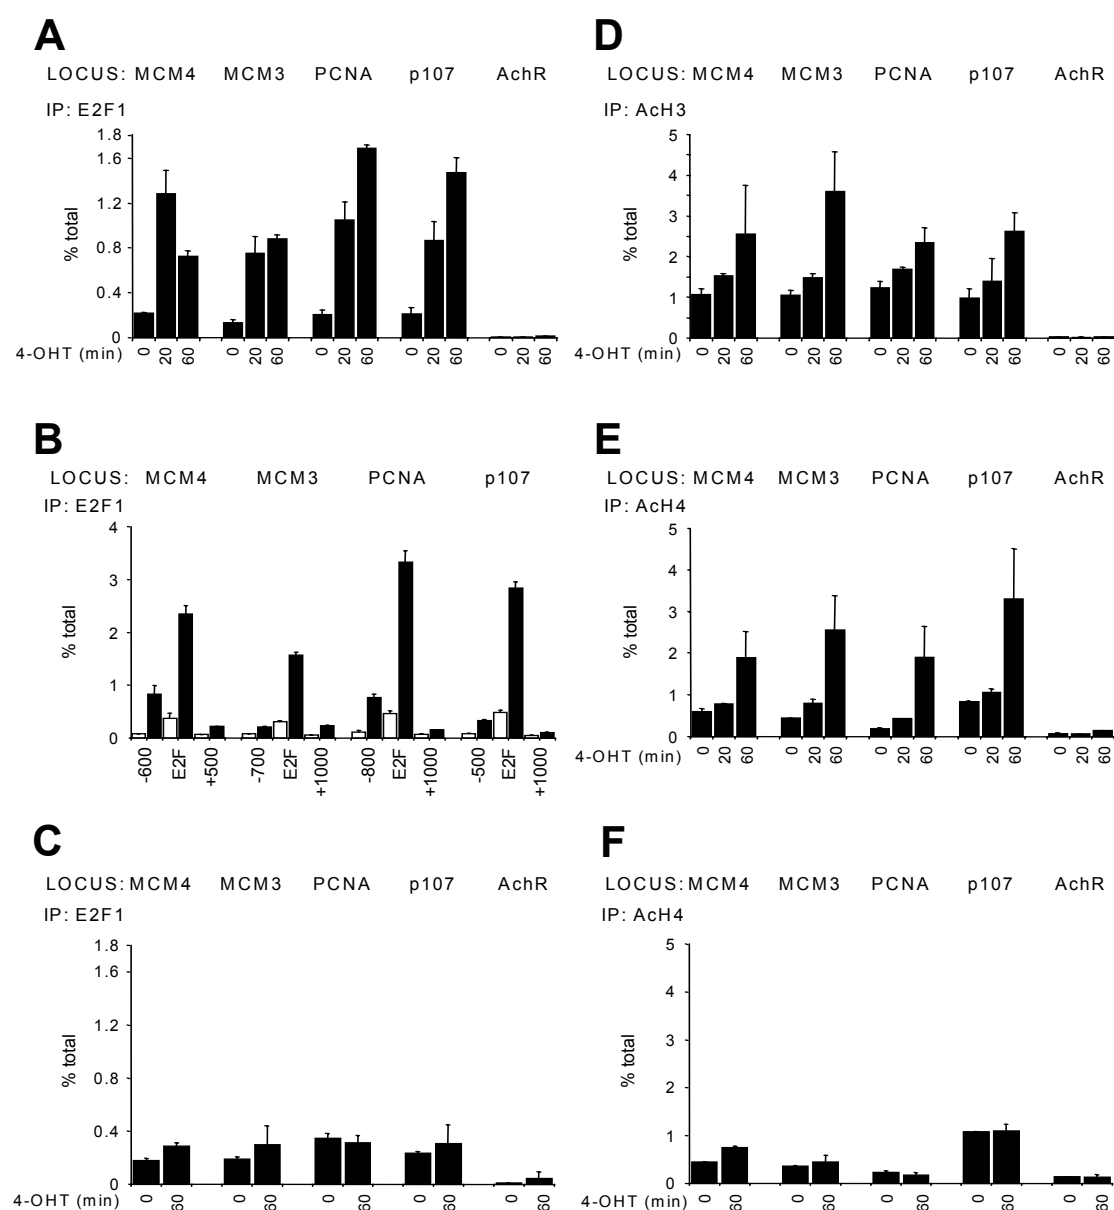 A
LOCUS: MCM4 MCM3 PCNA p107 AchR
IP: E2F1
1.8
1.6
1.2
0.8
0.4
0
% total
4-OHT (min) 0 20 60 0 20 60 0 20 60 0 20 60 0 20 60
B
LOCUS: MCM4 MCM3 PCNA p107
IP: E2F1
4
3
2
1
0
% total
-600 E2F +500 -700 E2F +1000 -800 E2F +1000 -500 E2F +1000
C
LOCUS: MCM4 MCM3 PCNA p107 AchR
IP: E2F1
1.8
1.6
1.2
0.8
0.4
0
% total
4-OHT (min) 0 60 0 60 0 60 0 60 0 60
D
LOCUS: MCM4 MCM3 PCNA p107 AchR
IP: AcH3
5
4
3
2
1
0
% total
4-OHT (min) 0 20 60 0 20 60 0 20 60 0 20 60 0 20 60
E
LOCUS: MCM4 MCM3 PCNA p107 AchR
IP: AcH4
5
4
3
2
1
0
% total
4-OHT (min) 0 20 60 0 20 60 0 20 60 0 20 60 0 20 60
F
LOCUS: MCM4 MCM3 PCNA p107 AchR
IP: AcH4
5
4
3
2
1
0
% total
4-OHT (min) 0 60 0 60 0 60 0 60 0 60